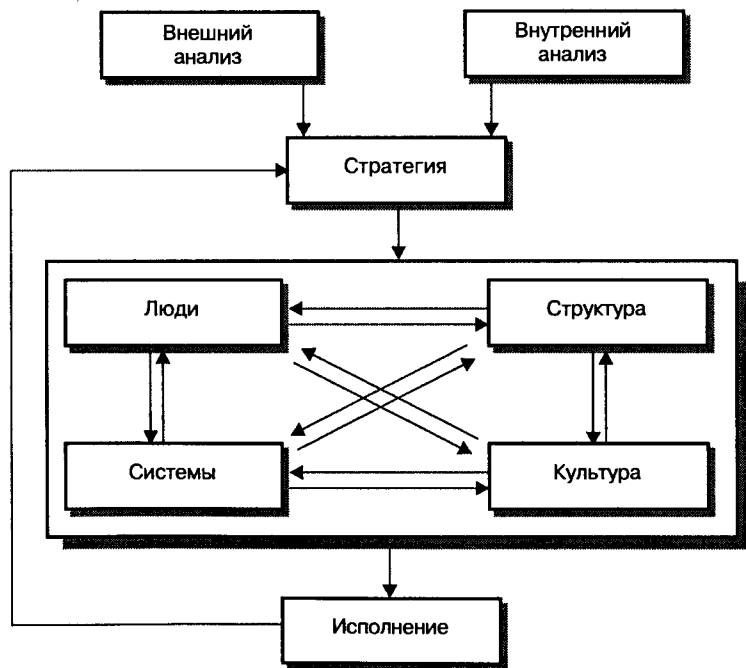 Внешний
анализ
Внутренний
анализ
Стратегия
Люди
Структура
Системы
Культура
Исполнение